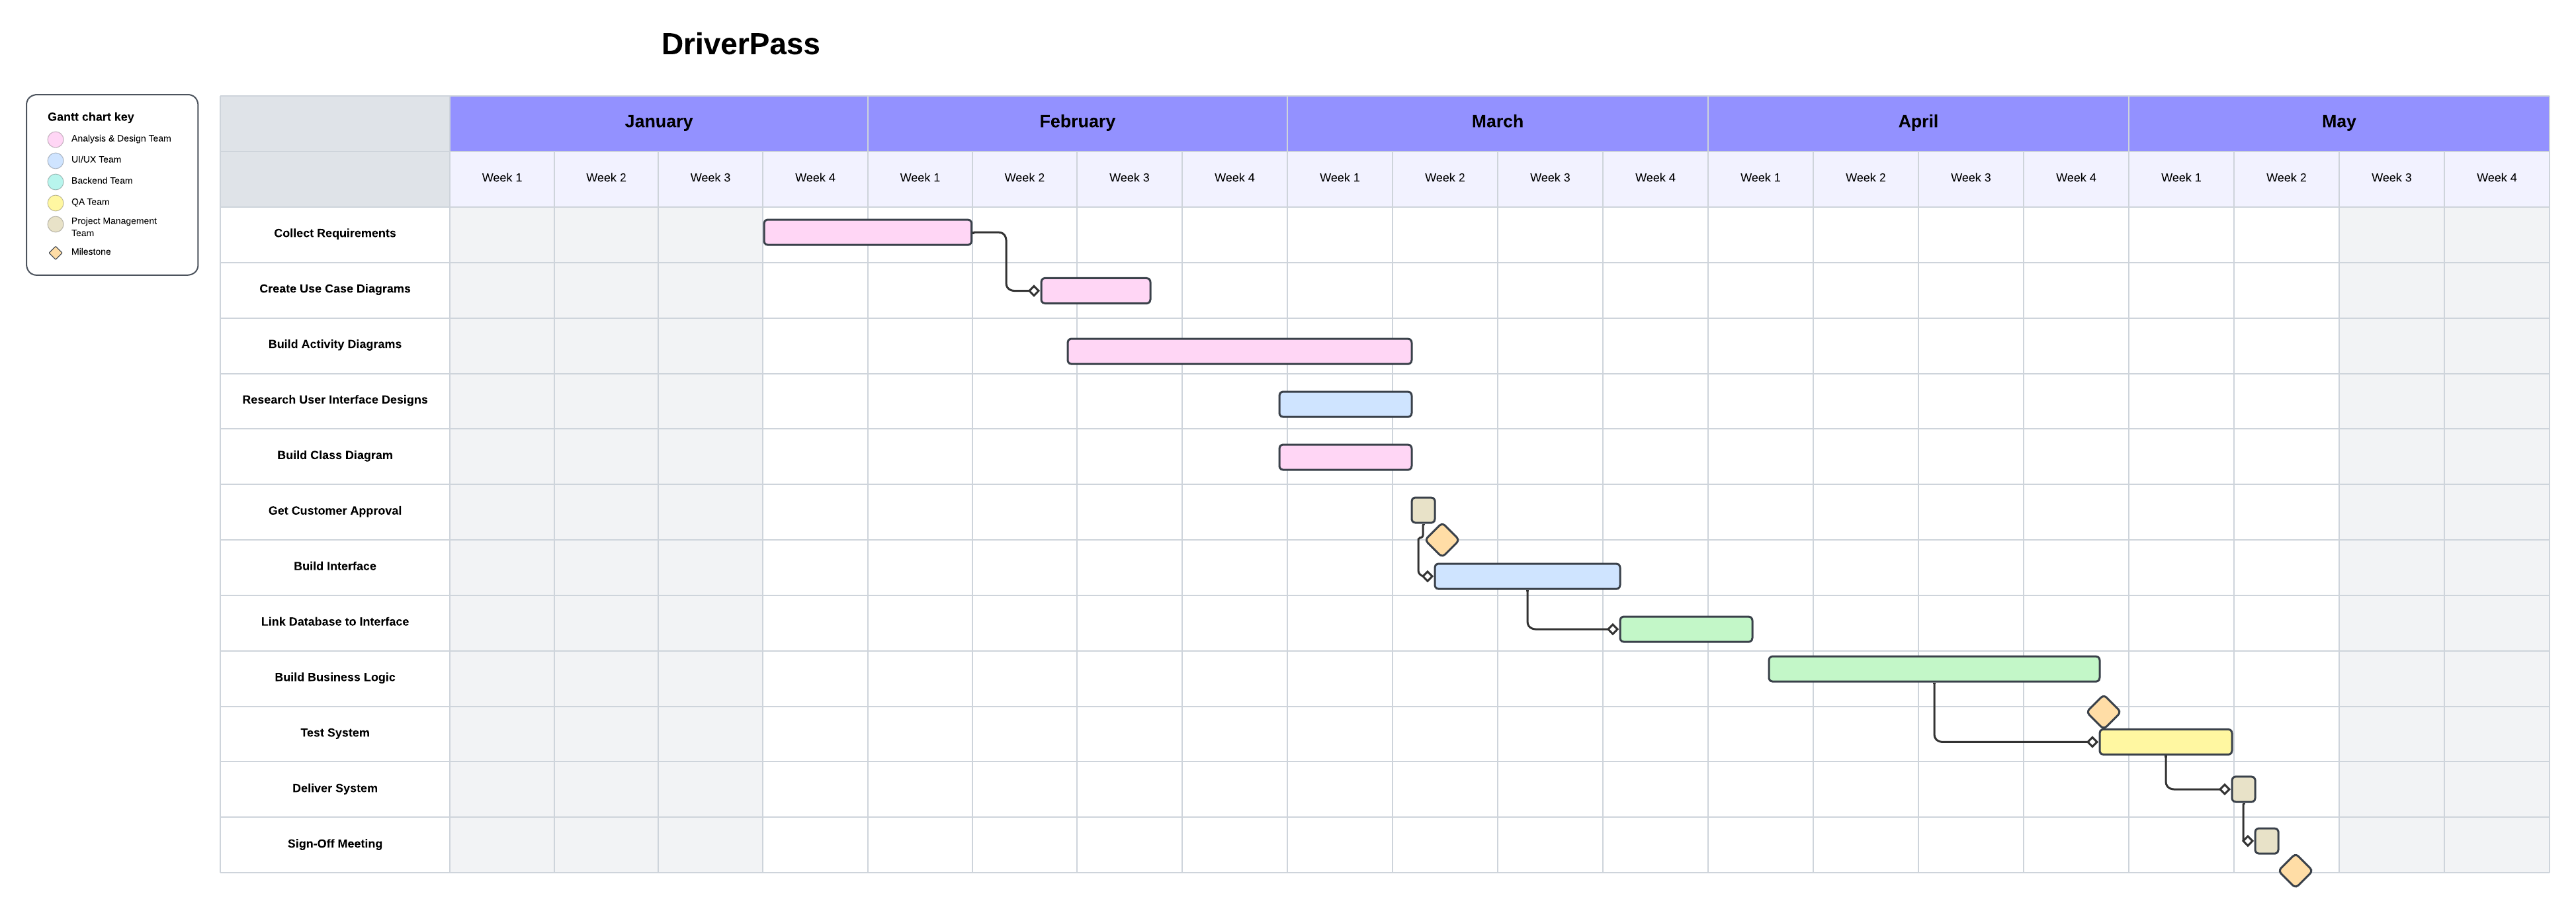 DriverPass
Gantt chart key
Analysis & Design Team
UI/UX Team
Backend Team
QA Team
Project Management
Team
Milestone
January February March April May
Week 1 Week 2 Week 3 Week 4 Week 1 Week 2 Week 3 Week 4 Week 1 Week 2 Week 3 Week 4 Week 1 Week 2 Week 3 Week 4 Week 1 Week 2 Week 3 Week 4
Collect Requirements
Create Use Case Diagrams
Build Activity Diagrams
Research User Interface Designs
Build Class Diagram
Get Customer Approval
Build Interface
Link Database to Interface
Build Business Logic
Test System
Deliver System
Sign-Off Meeting